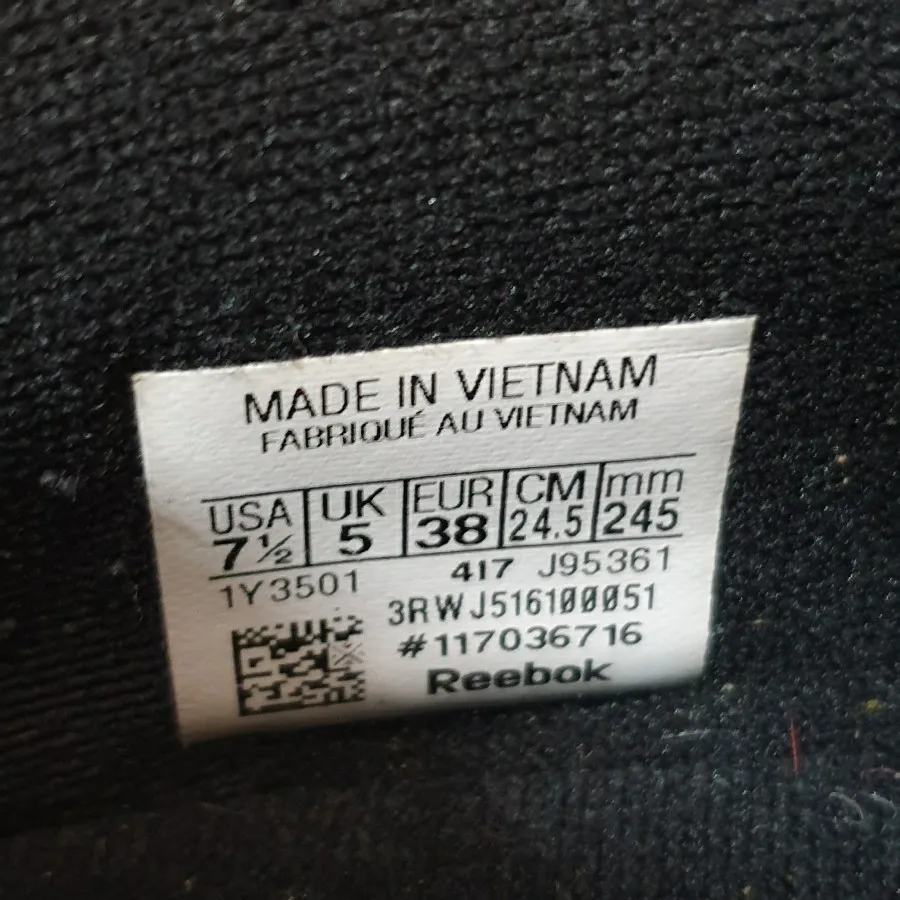 MADE IN VIETNAM
FABRIQUÉ AU VIETNAM
USA UK EUR CM mm
7½ 5 38 24.5 245
1Y3501 417 J95361
3RWJ516100051
#117036716
Reebok